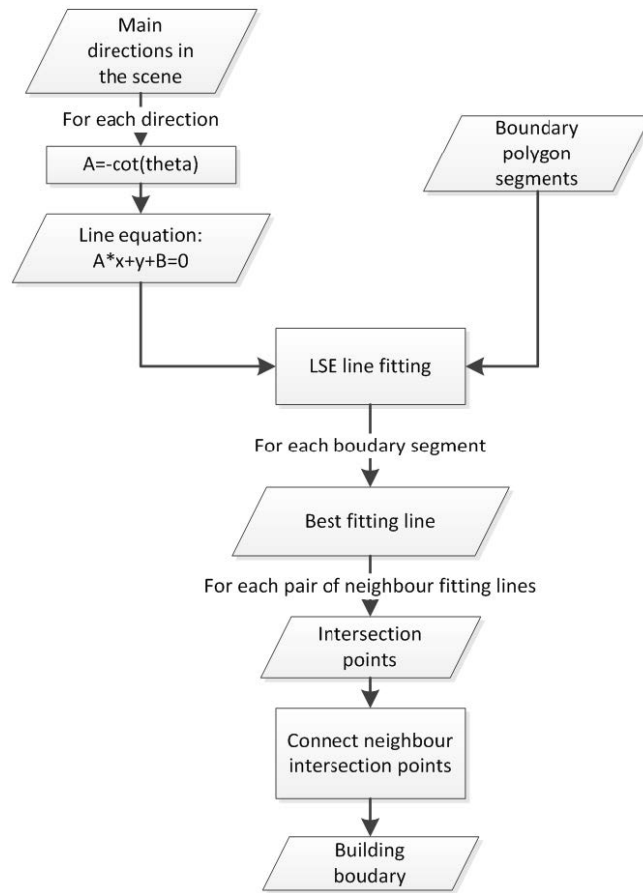 Main
directions in
the scene
For each direction
A=-cot(theta)
Line equation:
A*x+y+B=0
Boundary
polygon
segments
LSE line fitting
For each boudary segment
Best fitting line
For each pair of neighbour fitting lines
Intersection
points
Connect neighbour
intersection points
Building
boudary